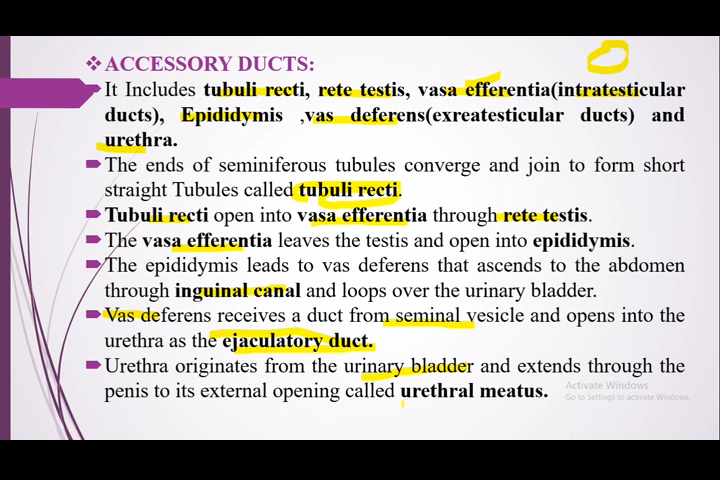 ❖ ACCESSORY DUCTS:
It Includes tubuli recti, rete testis, vasa efferentia(intratesticular
ducts), Epididymis ,vas deferens(exreatesticular ducts) and
urethra.
The ends of seminiferous tubules converge and join to form short
straight Tubules called tubuli recti.
Tubuli recti open into vasa efferentia through rete testis.
The vasa efferentia leaves the testis and open into epididymis.
The epididymis leads to vas deferens that ascends to the abdomen
through inguinal canal and loops over the urinary bladder.
Vas deferens receives a duct from seminal vesicle and opens into the
urethra as the ejaculatory duct.
Urethra originates from the urinary bladder and extends through the
penis to its external opening called urethral meatus.
Activate Windows
Go to Settings to activate Windows.